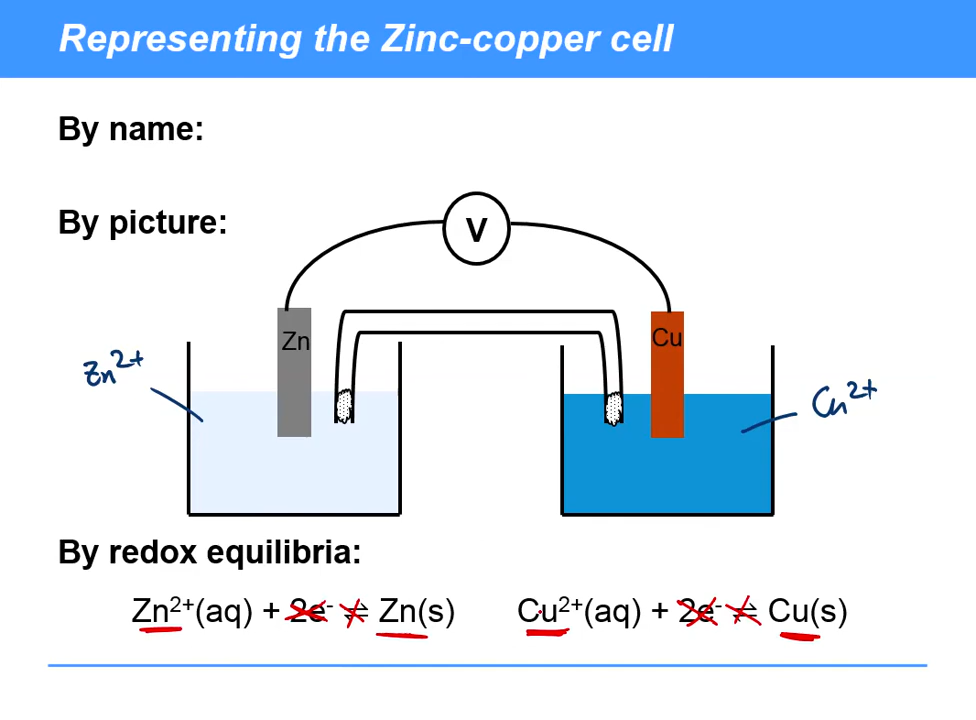 Representing the Zinc-copper cell
By name:
By picture:
V
Zn
Cu
Zn²⁺
Cu²⁺
By redox equilibria:
Zn²⁺(aq) + 2e⁻ ⇌ Zn(s) Cu²⁺(aq) + 2e⁻ ⇌ Cu(s)